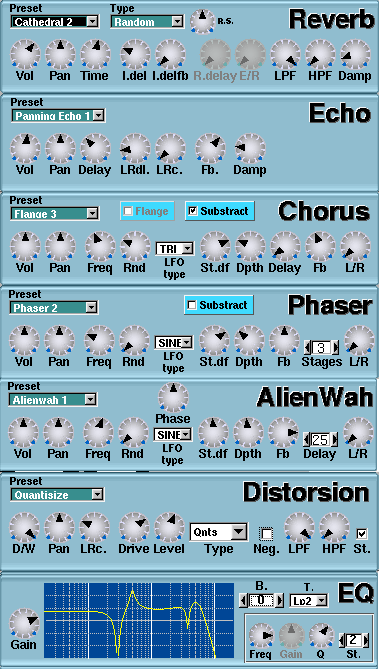 Preset Type
Cathedral 2 Random R.S. Reverb
Vol Pan Time I.del I.delfb R.delay E/R LPF HPF Damp
Preset
Panning Echo 1 Echo
Vol Pan Delay LRdl. LRc. Fb. Damp
Preset
Flange 3 Flange Substract Chorus
TRI
Vol Pan Freq Rnd LFO type St.df Dpth Delay Fb L/R
Preset
Phaser 2 Substract Phaser
SINE 3
Vol Pan Freq Rnd LFO type St.df Dpth Fb Stages L/R
Preset
Alienwah 1 AlienWah
Phase
SINE 25
Vol Pan Freq Rnd LFO type St.df Dpth Fb Delay L/R
Preset
Quantisize Distorsion
Qnts
D/W Pan LRc. Drive Level Type Neg. LPF HPF St.
B. T. EQ
0 Lp2
Gain
2
Freq Gain Q St.